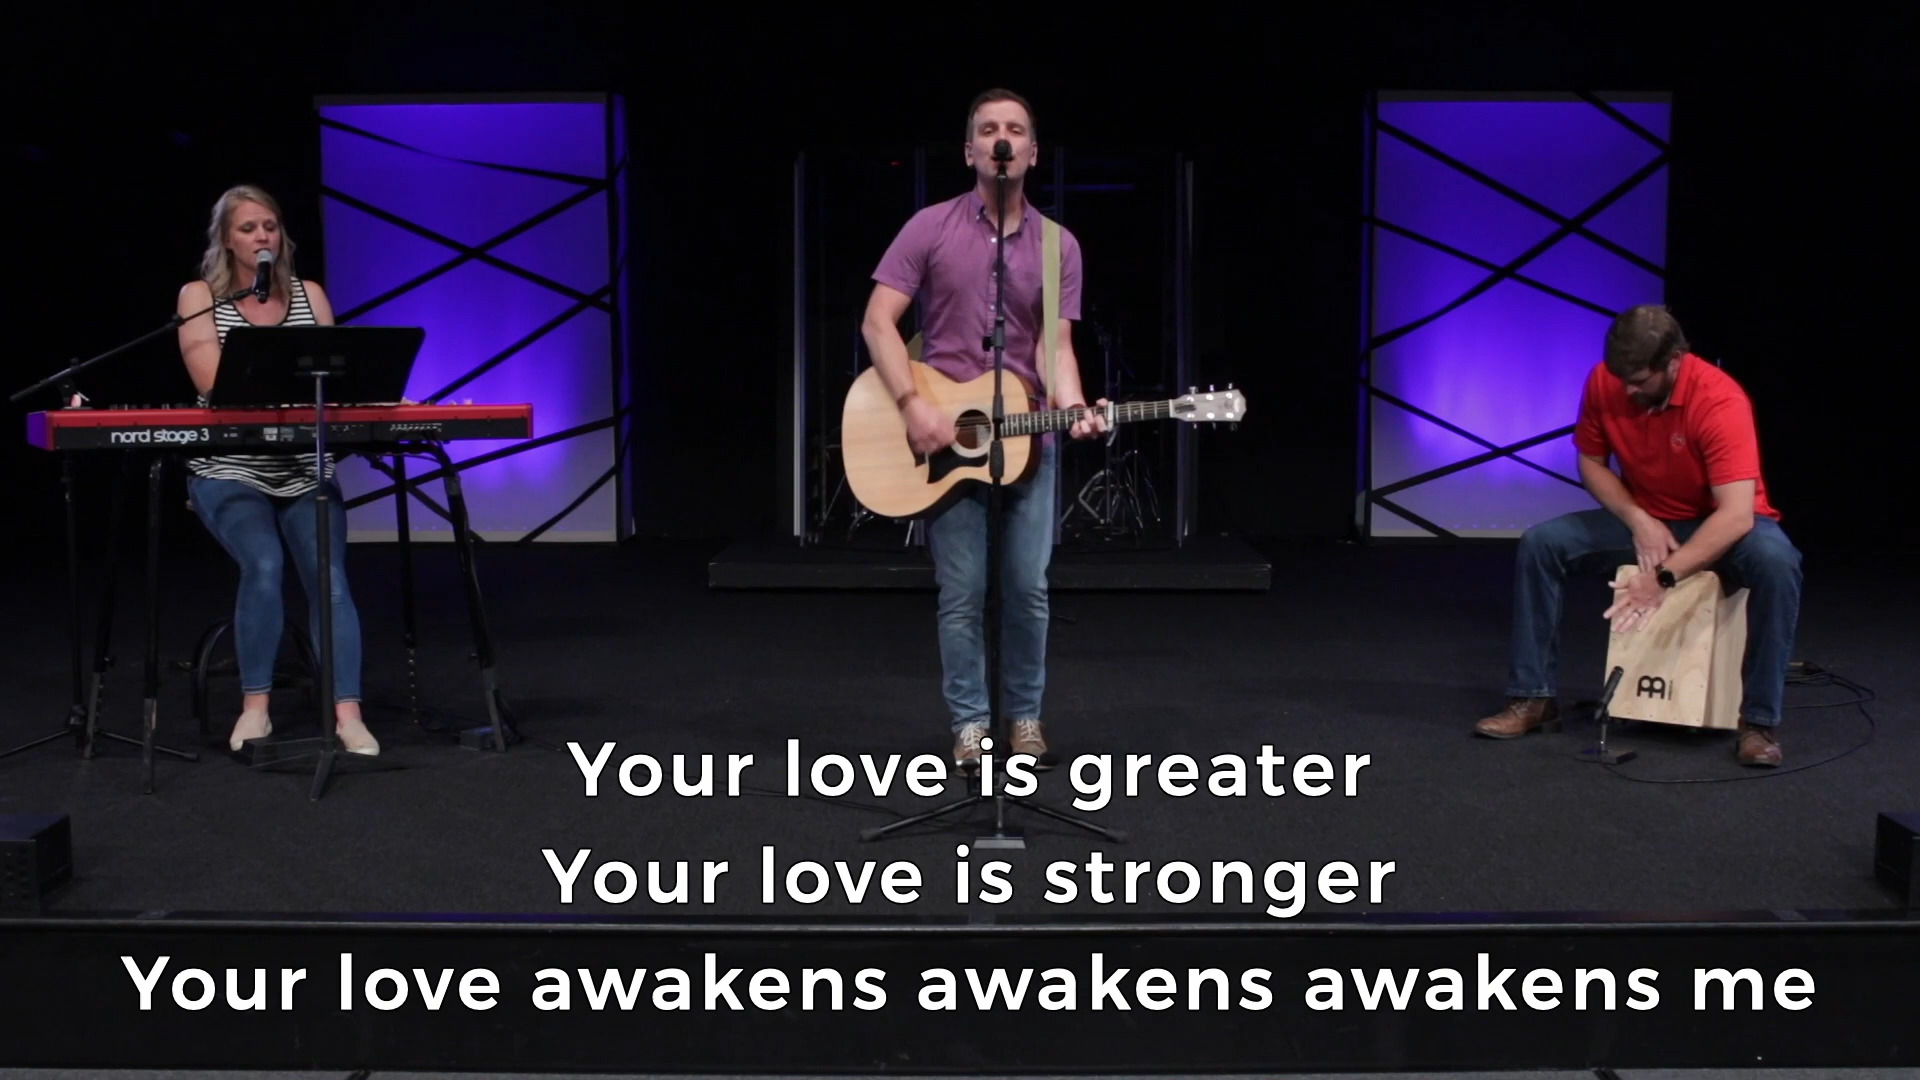 nord stage 3
Your love is greater
Your love is stronger
Your love awakens awakens awakens me